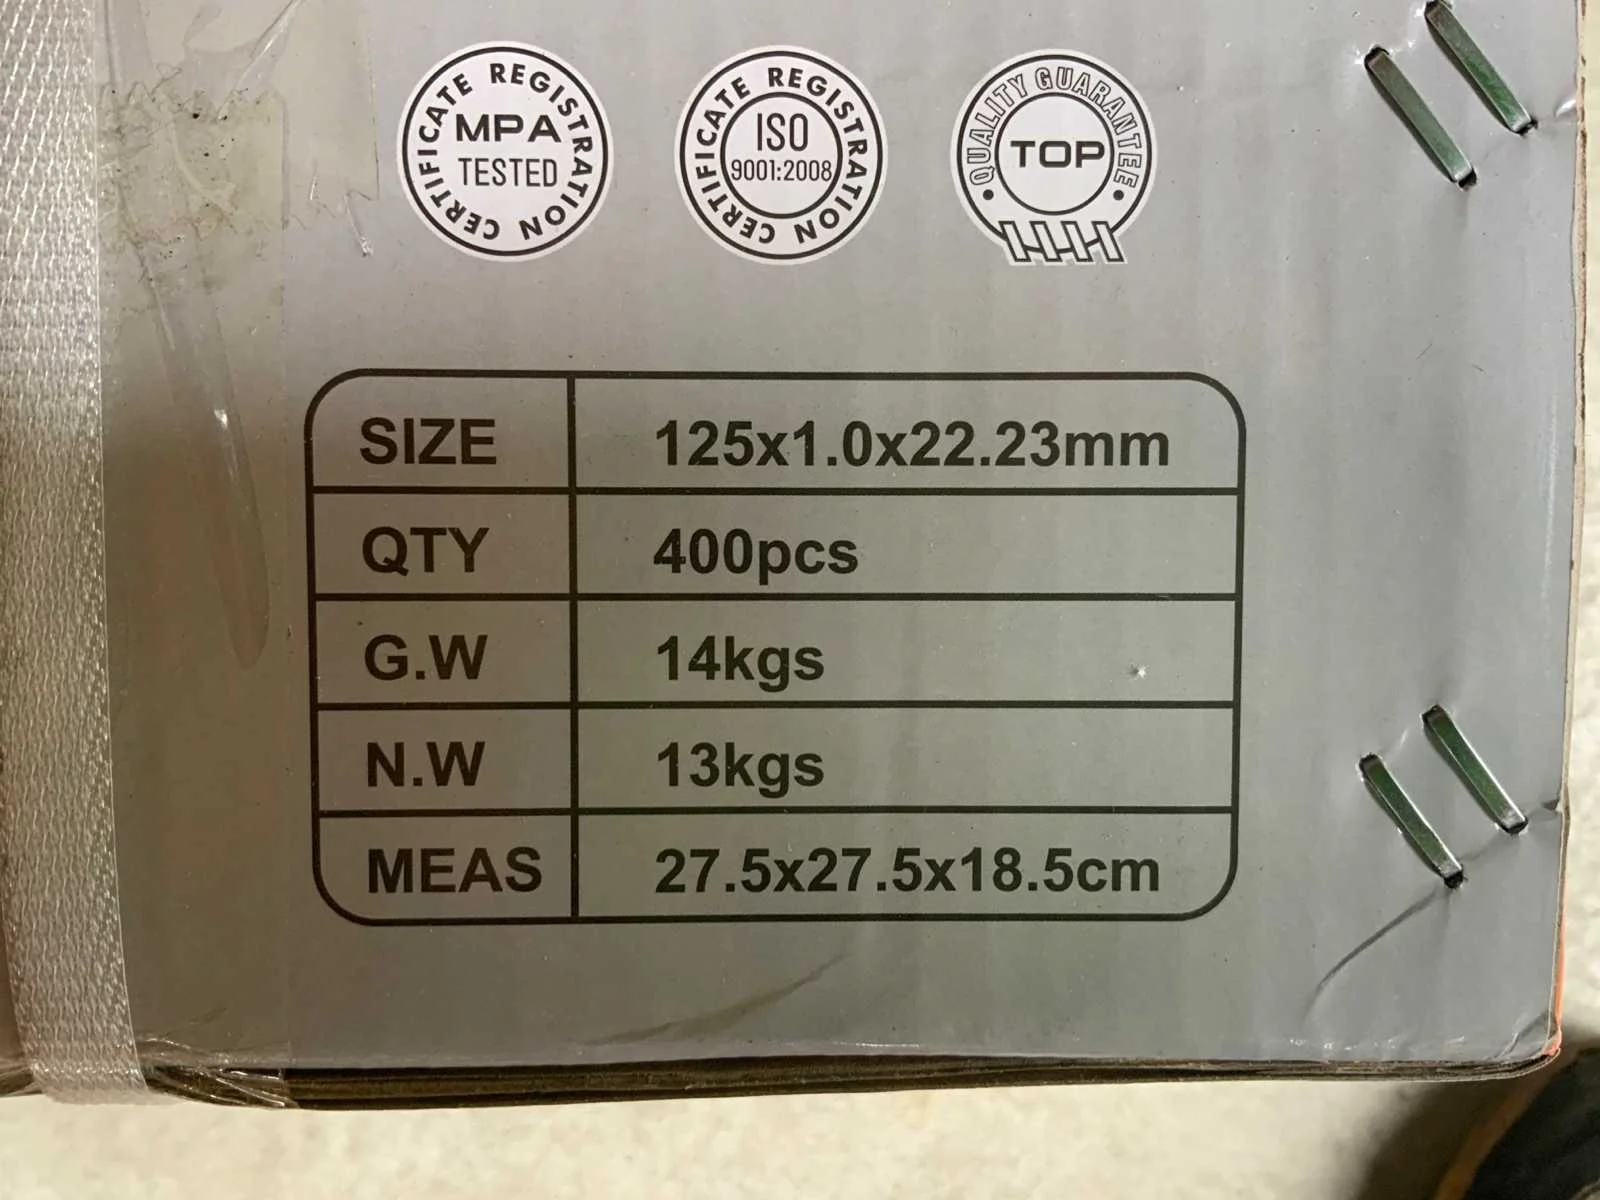 CERTIFICATE REGISTRATION
MPA
TESTED
CERTIFICATE REGISTRATION
ISO
9001:2008
QUALITY GUARANTEE
TOP
SIZE 125x1.0x22.23mm
QTY 400pcs
G.W 14kgs
N.W 13kgs
MEAS 27.5x27.5x18.5cm